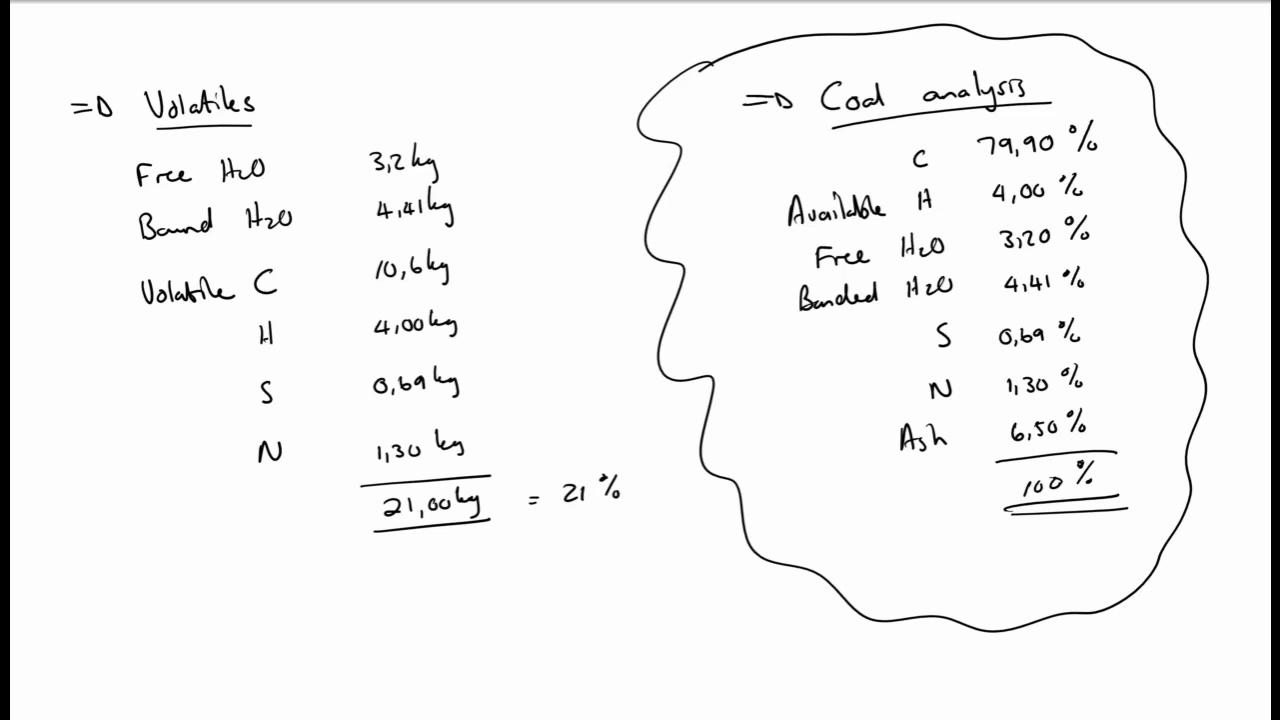 =D Volatiles
Free H2O 3,2 kg
Bound H2O 4,41 kg
Volatile C 10,6 kg
H 4,00 kg
S 0,69 kg
N 1,30 kg
21,00 kg = 21 %
=D Coal analysis
C 79,90 %
Available H 4,00 %
Free H2O 3,20 %
Bonded H2O 4,41 %
S 0,69 %
N 1,30 %
Ash 6,50 %
100 %